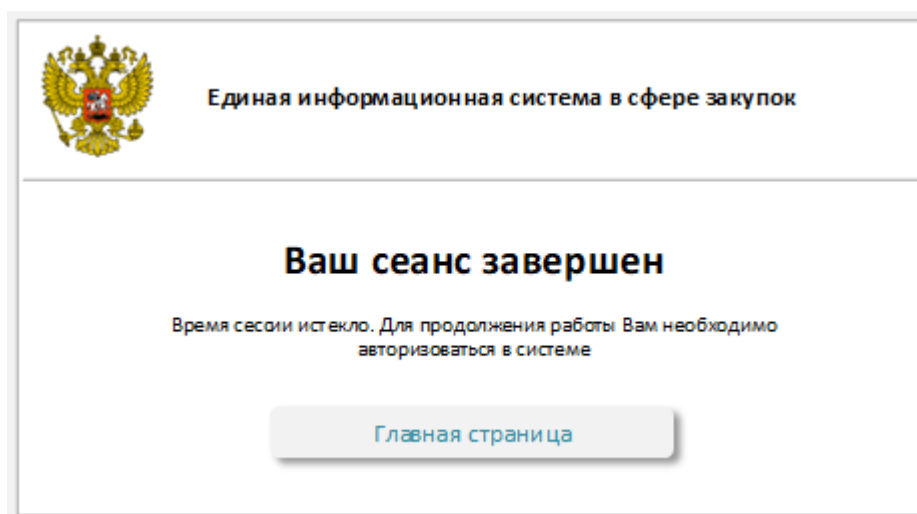 Единая информационная система в сфере закупок
Ваш сеанс завершен
Время сессии истекло. Для продолжения работы Вам необходимо
авторизоваться в системе
Главная страница